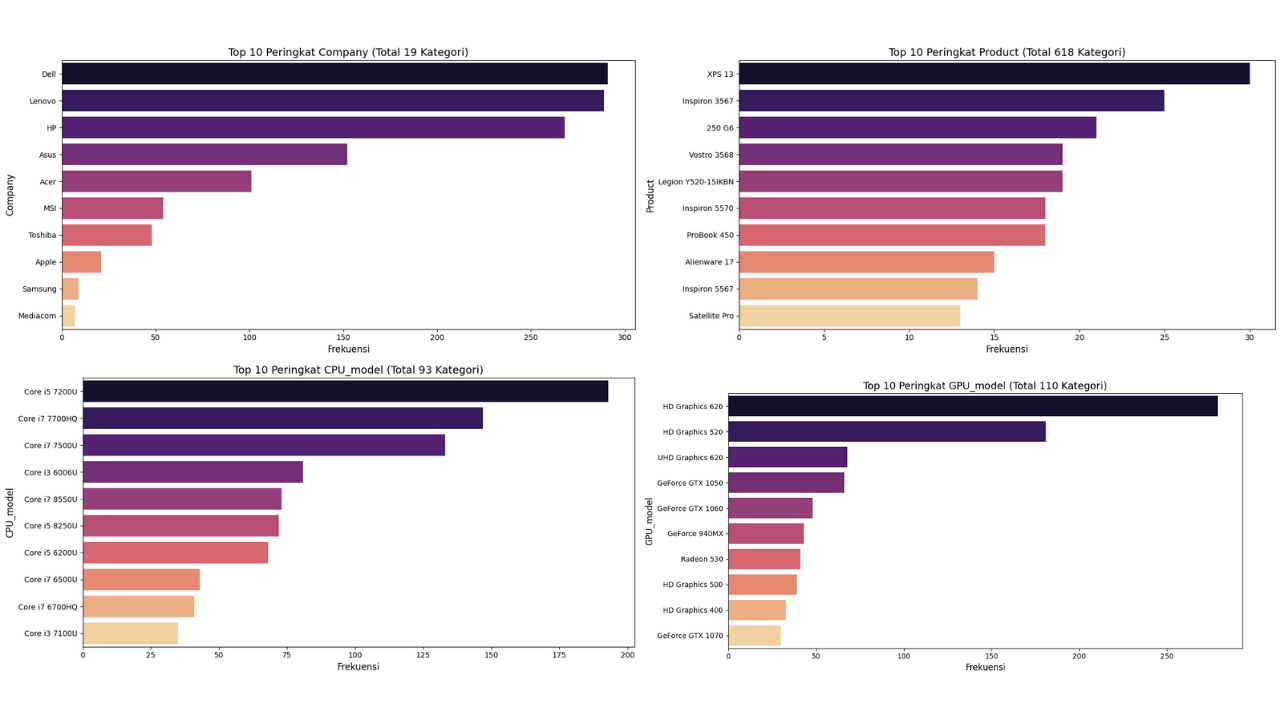 Top 10 Peringkat Company (Total 19 Kategori)
Company
Dell
Lenovo
HP
Asus
Acer
MSI
Toshiba
Apple
Samsung
Mediacom
0 50 100 150 200 250 300
Frekuensi
Top 10 Peringkat Product (Total 618 Kategori)
Product
XPS 13
Inspiron 3567
250 G6
Vostro 3568
Legion Y520-15IKBN
Inspiron 5570
ProBook 450
Alienware 17
Inspiron 5567
Satellite Pro
0 5 10 15 20 25 30
Frekuensi
Top 10 Peringkat CPU_model (Total 93 Kategori)
CPU_model
Core i5 7200U
Core i7 7700HQ
Core i7 7500U
Core i3 6006U
Core i7 8550U
Core i5 8250U
Core i5 6200U
Core i7 6500U
Core i7 6700HQ
Core i3 7100U
0 25 50 75 100 125 150 175 200
Frekuensi
Top 10 Peringkat GPU_model (Total 110 Kategori)
GPU_model
HD Graphics 620
HD Graphics 520
UHD Graphics 620
GeForce GTX 1050
GeForce GTX 1060
GeForce 940MX
Radeon 530
HD Graphics 500
HD Graphics 400
GeForce GTX 1070
0 50 100 150 200 250
Frekuensi